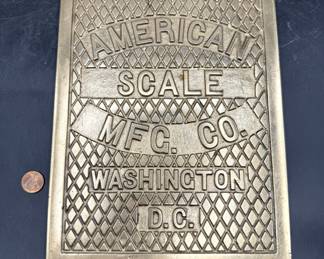 AMERICAN
SCALE
MFG. CO.
WASHINGTON
D.C.